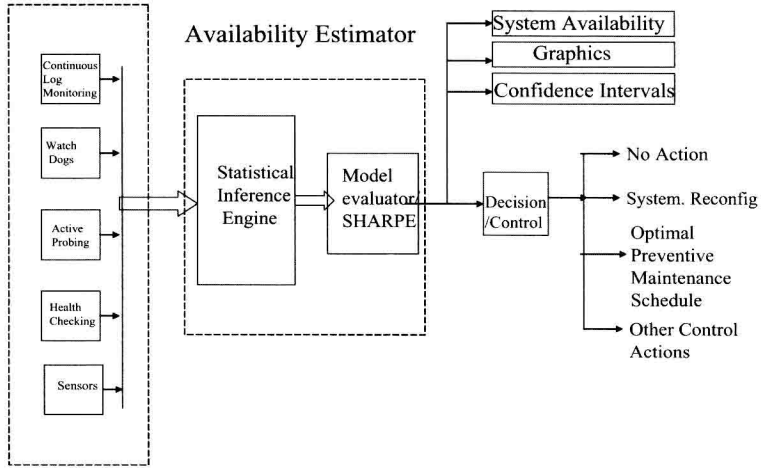 Availability Estimator
Continuous
Log
Monitoring
Watch
Dogs
Active
Probing
Health
Checking
Sensors
Statistical
Inference
Engine
Model
evaluator/
SHARPE
System Availability
Graphics
Confidence Intervals
Decision
/Control
No Action
System. Reconfig
Optimal
Preventive
Maintenance
Schedule
Other Control
Actions